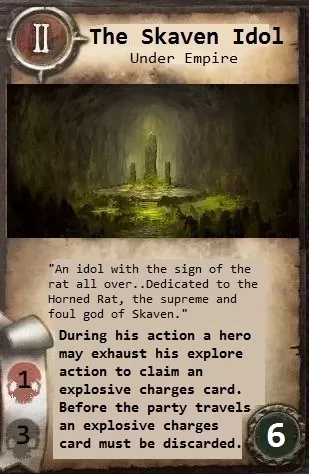 II
The Skaven Idol
Under Empire
"An idol with the sign of the
rat all over..Dedicated to the
Horned Rat, the supreme and
foul god of Skaven."
During his action a hero
may exhaust his explore
action to claim an
explosive charges card.
Before the party travels
an explosive charges
card must be discarded.
1
3
6